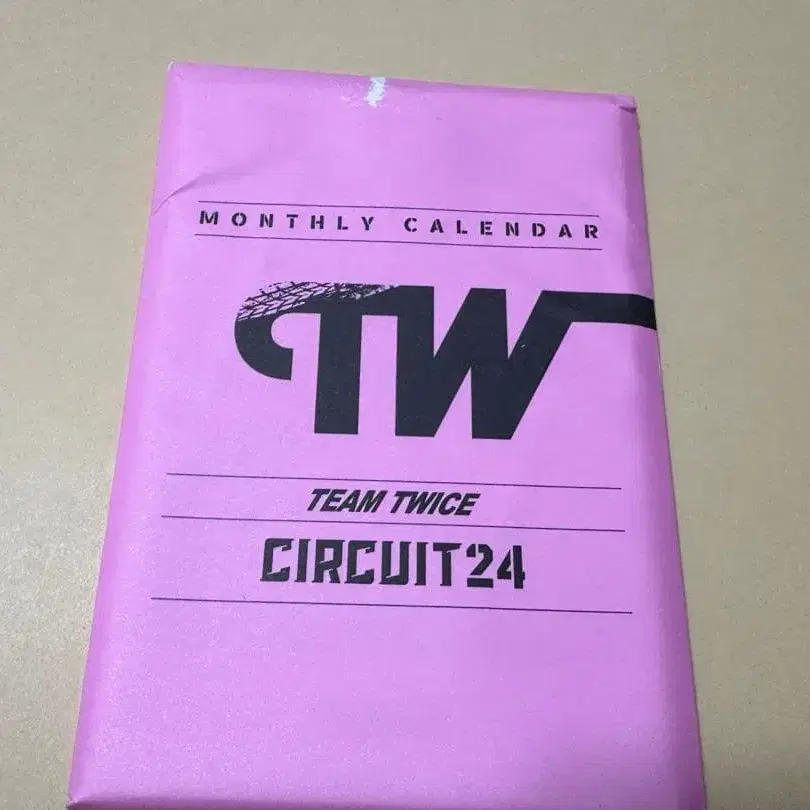 MONTHLY CALENDAR
TW
TEAM TWICE
CIRCUIT24